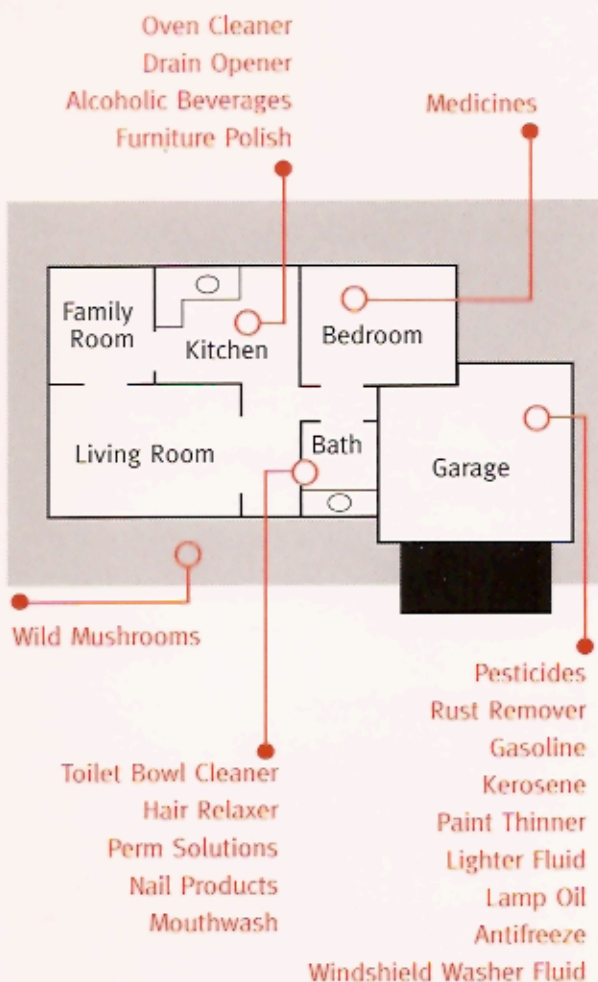 Oven Cleaner
Drain Opener
Alcoholic Beverages
Furniture Polish
Medicines
Family
Room
Kitchen
Bedroom
Living Room
Bath
Garage
Wild Mushrooms
Toilet Bowl Cleaner
Hair Relaxer
Perm Solutions
Nail Products
Mouthwash
Pesticides
Rust Remover
Gasoline
Kerosene
Paint Thinner
Lighter Fluid
Lamp Oil
Antifreeze
Windshield Washer Fluid